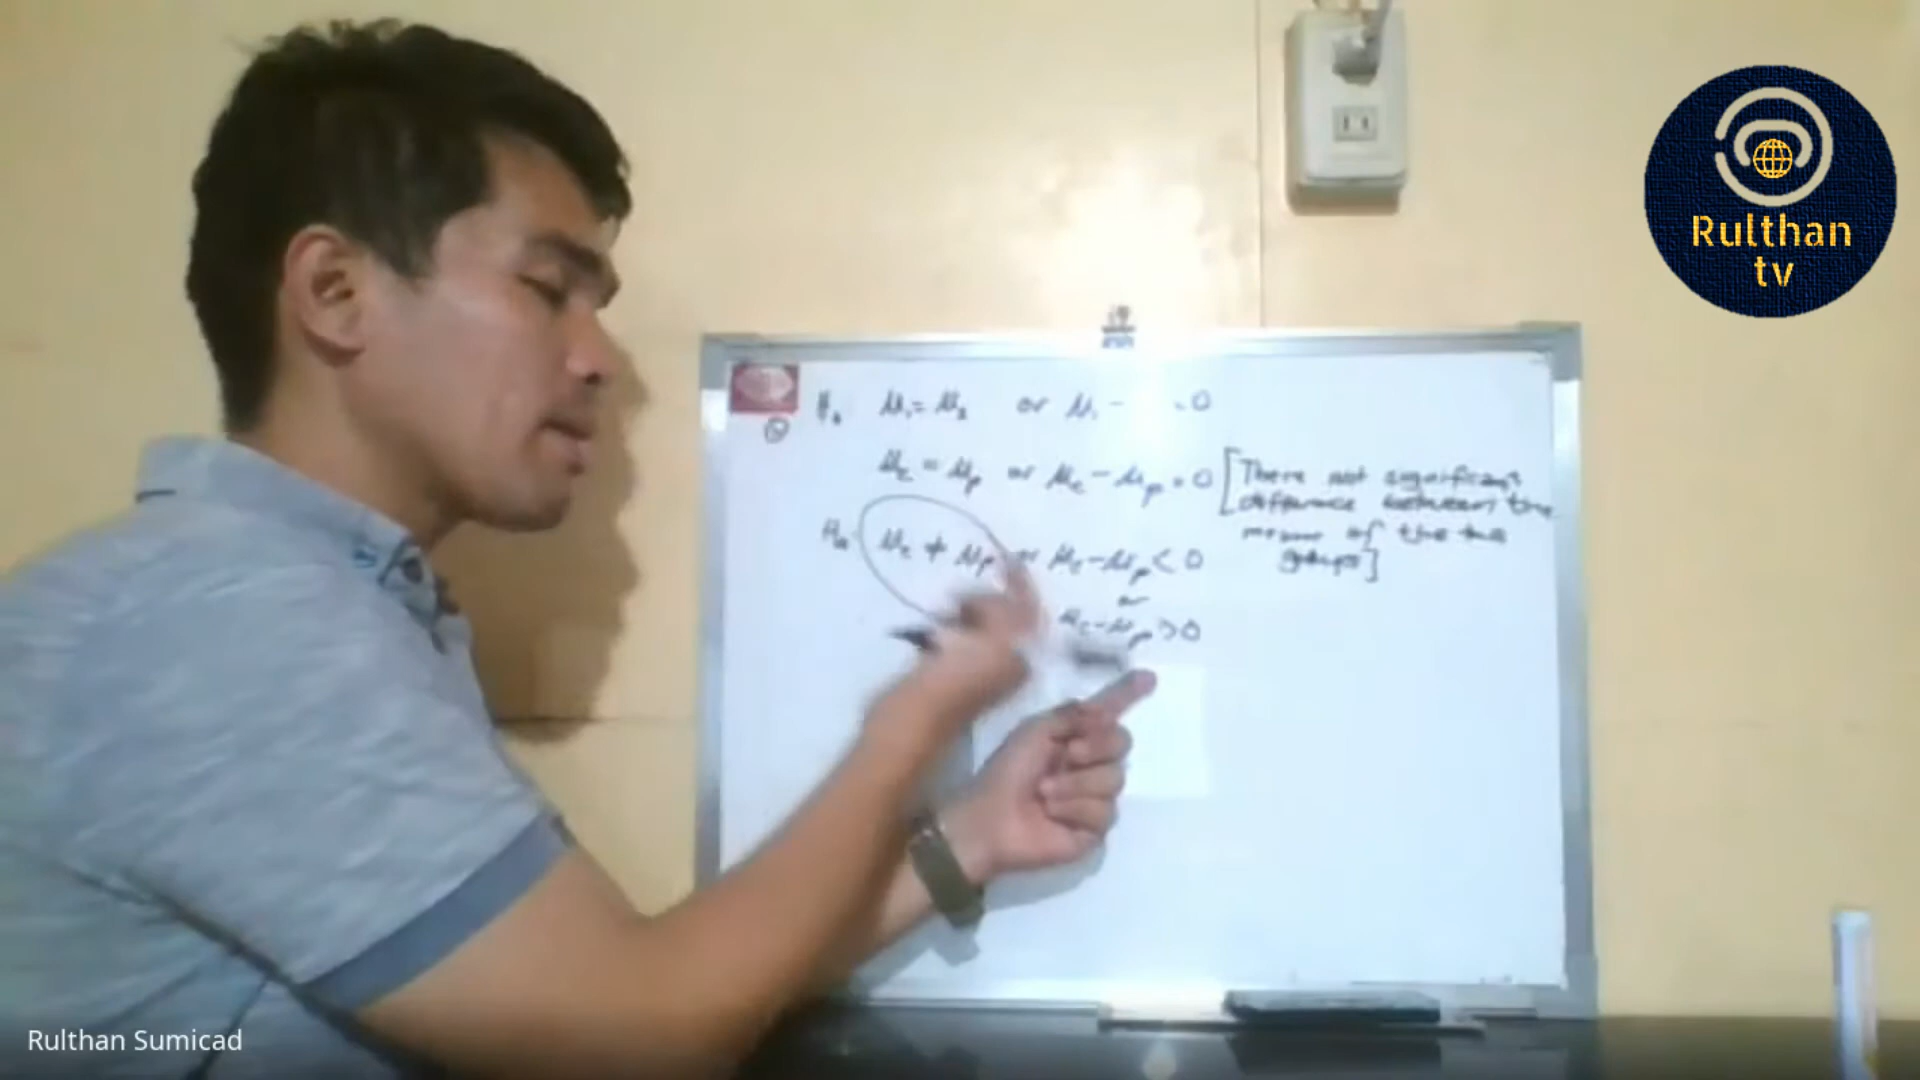 Rulthan
tv
H₀ μ₁ = μ₂ or μ₁ - = 0
μc = μp or μc - μp = 0 [There not significant
difference between the
mean of the two
groups]
Ha μc ≠ μp or μc - μp < 0
or
μc - μp > 0
Rulthan Sumicad